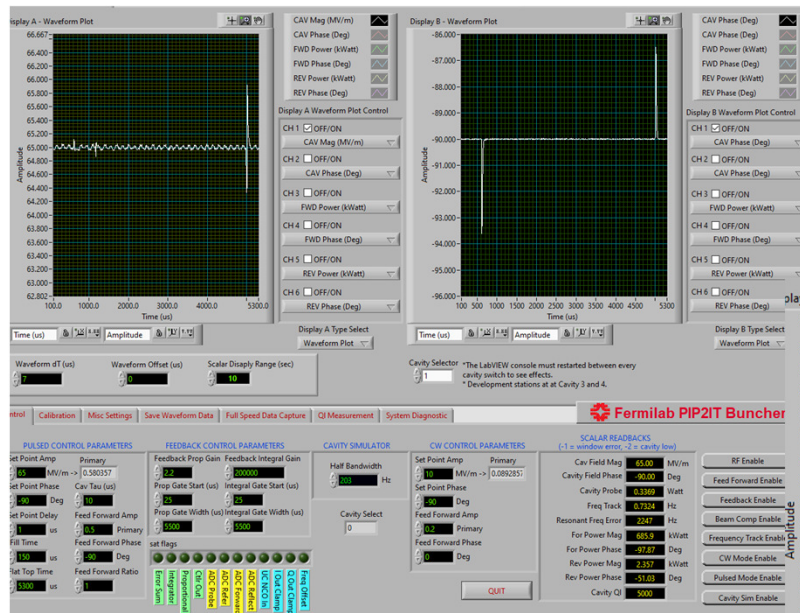 Display A - Waveform Plot
66.667
66.400
66.200
66.000
65.800
65.600
65.400
65.200
65.000
64.800
64.600
64.400
64.200
64.000
63.800
63.600
63.400
63.200
63.000
62.802
Amplitude
100.0 1000.0 2000.0 3000.0 4000.0 5300.0
Time (us)
CAV Mag (MV/m)
CAV Phase (Deg)
FWD Power (kWatt)
FWD Phase (Deg)
REV Power (kWatt)
REV Phase (Deg)
Display A Waveform Plot Control
CH 1 OFF/ON
CAV Mag (MV/m)
CH 2 OFF/ON
CAV Phase (Deg)
CH 3 OFF/ON
FWD Power (kWatt)
CH 4 OFF/ON
FWD Phase (Deg)
CH 5 OFF/ON
REV Power (kWatt)
CH 6 OFF/ON
REV Phase (Deg)
Display A Type Select
Waveform Plot
Time (us) Amplitude
Display B - Waveform Plot
-86.000
-87.000
-88.000
-89.000
-90.000
-91.000
-92.000
-93.000
-94.000
-95.000
-96.000
Amplitude
100 500 1000 1500 2000 2500 3000 3500 4000 4500 5300
Time (us)
CAV Phase (Deg)
CAV Phase (Deg)
FWD Power (kWatt)
FWD Phase (Deg)
REV Power (kWatt)
REV Phase (Deg)
Display B Waveform Plot Control
CH 1 OFF/ON
CAV Phase (Deg)
CH 2 OFF/ON
CAV Phase (Deg)
CH 3 OFF/ON
FWD Power (kWatt)
CH 4 OFF/ON
FWD Phase (Deg)
CH 5 OFF/ON
REV Power (kWatt)
CH 6 OFF/ON
REV Phase (Deg)
Display B Type Select
Waveform Plot
Time (us) Amplitude
Waveform dT (us) Waveform Offset (us) Scalar Disaply Range (sec)
7 0 10
Cavity Selector
1
*The LabVIEW console must restarted between every
cavity switch to see effects.
* Development stations at at Cavity 3 and 4.
Calibration Misc Settings Save Waveform Data Full Speed Data Capture QI Measurement System Diagnostic
Fermilab PIP2IT Buncher
PULSED CONTROL PARAMETERS
Set Point Amp Primary
65 MV/m -> 0.580357
Set Point Phase Cav Tau (us)
-90 Deg 10
Set Point Delay Feed Forward Amp
1 us 0.5 Primary
Fill Time Feed Forward Phase
150 us -90 Deg
Flat Top Time Feed Forward Ratio
5300 us 1
FEEDBACK CONTROL PARAMETERS
Feedback Prop Gain Feedback Integral Gain
2.2 200000
Prop Gate Start (us) Integral Gate Start (us)
25 25
Prop Gate Width (us) Integral Gate Width (us)
5500 5500
sat flags
Error Sum
Integrator
Proportional
Ctlr Out
ADC Probe
ADC Refer
ADC Forward
ADC Reflect
UC NCO In
I Out Clamp
Q Out Clamp
Freq Offset
CAVITY SIMULATOR
Half Bandwidth
203 Hz
Cavity Select
0
CW CONTROL PARAMETERS
Set Point Amp Primary
10 MV/m -> 0.0892857
Set Point Phase
-90 Deg
Feed Forward Amp
0.2 Primary
Feed Forward Phase
0 Deg
QUIT
SCALAR READBACKS
(-1 = window error, -2 = cavity low)
Cav Field Mag 65.00 MV/m
Cavity Field Phase -90.00 Deg
Cavity Probe 0.3369 Watt
Freq Track 0.7324 Hz
Resonant Freq Error 2247 Hz
For Power Mag 685.9 kWatt
For Power Phase -97.87 Deg
Rev Power Mag 2.357 kWatt
Rev Power Phase -51.03 Deg
Cavity Ql 5000
RF Enable
Feed Forward Enable
Feedback Enable
Beam Comp Enable
Frequency Track Enable
CW Mode Enable
Pulsed Mode Enable
Cavity Sim Enable
Amplitude